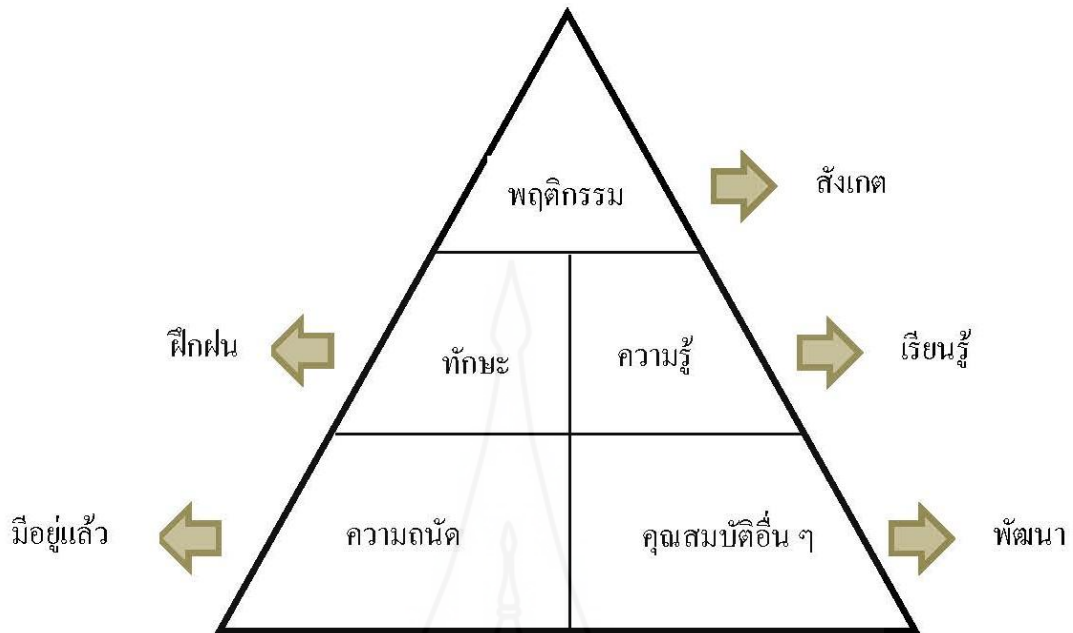 พฤติกรรม
สังเกต
ฝึกฝน
ทักษะ
ความรู้
เรียนรู้
มีอยู่แล้ว
ความถนัด
คุณสมบัติอื่น ๆ
พัฒนา